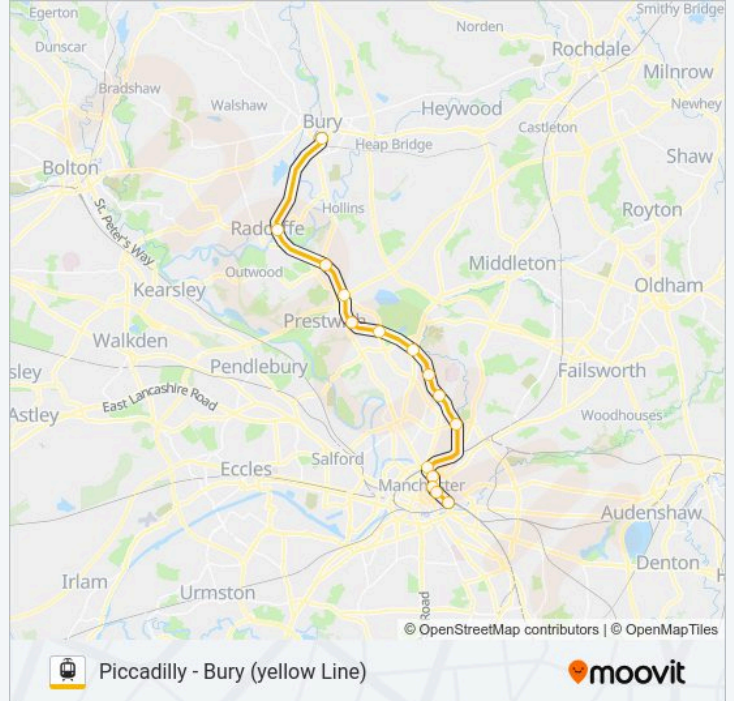 Egerton
Smithy Bridge
Norden
Dunscar
Rochdale
Milnrow
Bradshaw
Walshaw
Heywood
Newhey
Bury
Castleton
Heap Bridge
Shaw
Bolton
St. Peter's Way
Hollins
Royton
Radcliffe
Outwood
Middleton
Kearsley
Oldham
Prestwich
Walkden
Pendlebury
Failsworth
sley
East Lancashire Road
Astley
Woodhouses
Salford
Eccles
Manchester
Audenshaw
Denton
H
Irlam
Urmston
Road
© OpenStreetMap contributors | © OpenMapTiles
Piccadilly - Bury (yellow Line)
moovit